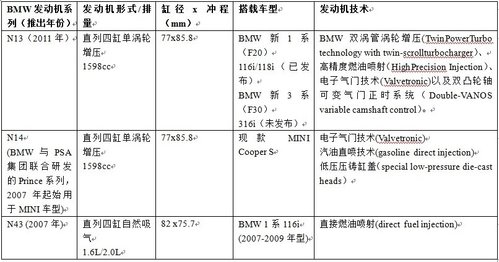 BMW 发动机系列（推出年份）
发动机形式/排量
缸径 x 冲程（mm）
搭载车型
发动机技术
N13（2011 年）
直列四缸单涡轮增压
1598cc
77x85.8
BMW 新 1 系（F20）
116i/118i（已发布）
BMW 新 3 系（F30）
316i（未发布）
BMW 双涡管涡轮增压(TwinPowerTurbo technology with twin-scrollturbocharger)、高精度燃油喷射(High Precision Injection)、电子气门技术(Valvetronic)以及双凸轮轴可变气门正时系统（Double-VANOS variable camshaft control)。
N14
(BMW 与 PSA 集团联合研发的 Prince 系列，2007 年起始用于 MINI 车型)
直列四缸单涡轮增压
1598cc
77x85.8
现款 MINI Cooper S
电子气门技术(Valvetronic)
汽油直喷技术(gasoline direct injection)
低压压铸缸盖(special low-pressure die-cast heads)
N43 (2007 年)
直列四缸自然吸气
1.6L/2.0L
82 x75.7
BMW 1 系 116i
(2007-2009 年型)
直接燃油喷射(direct fuel injection)